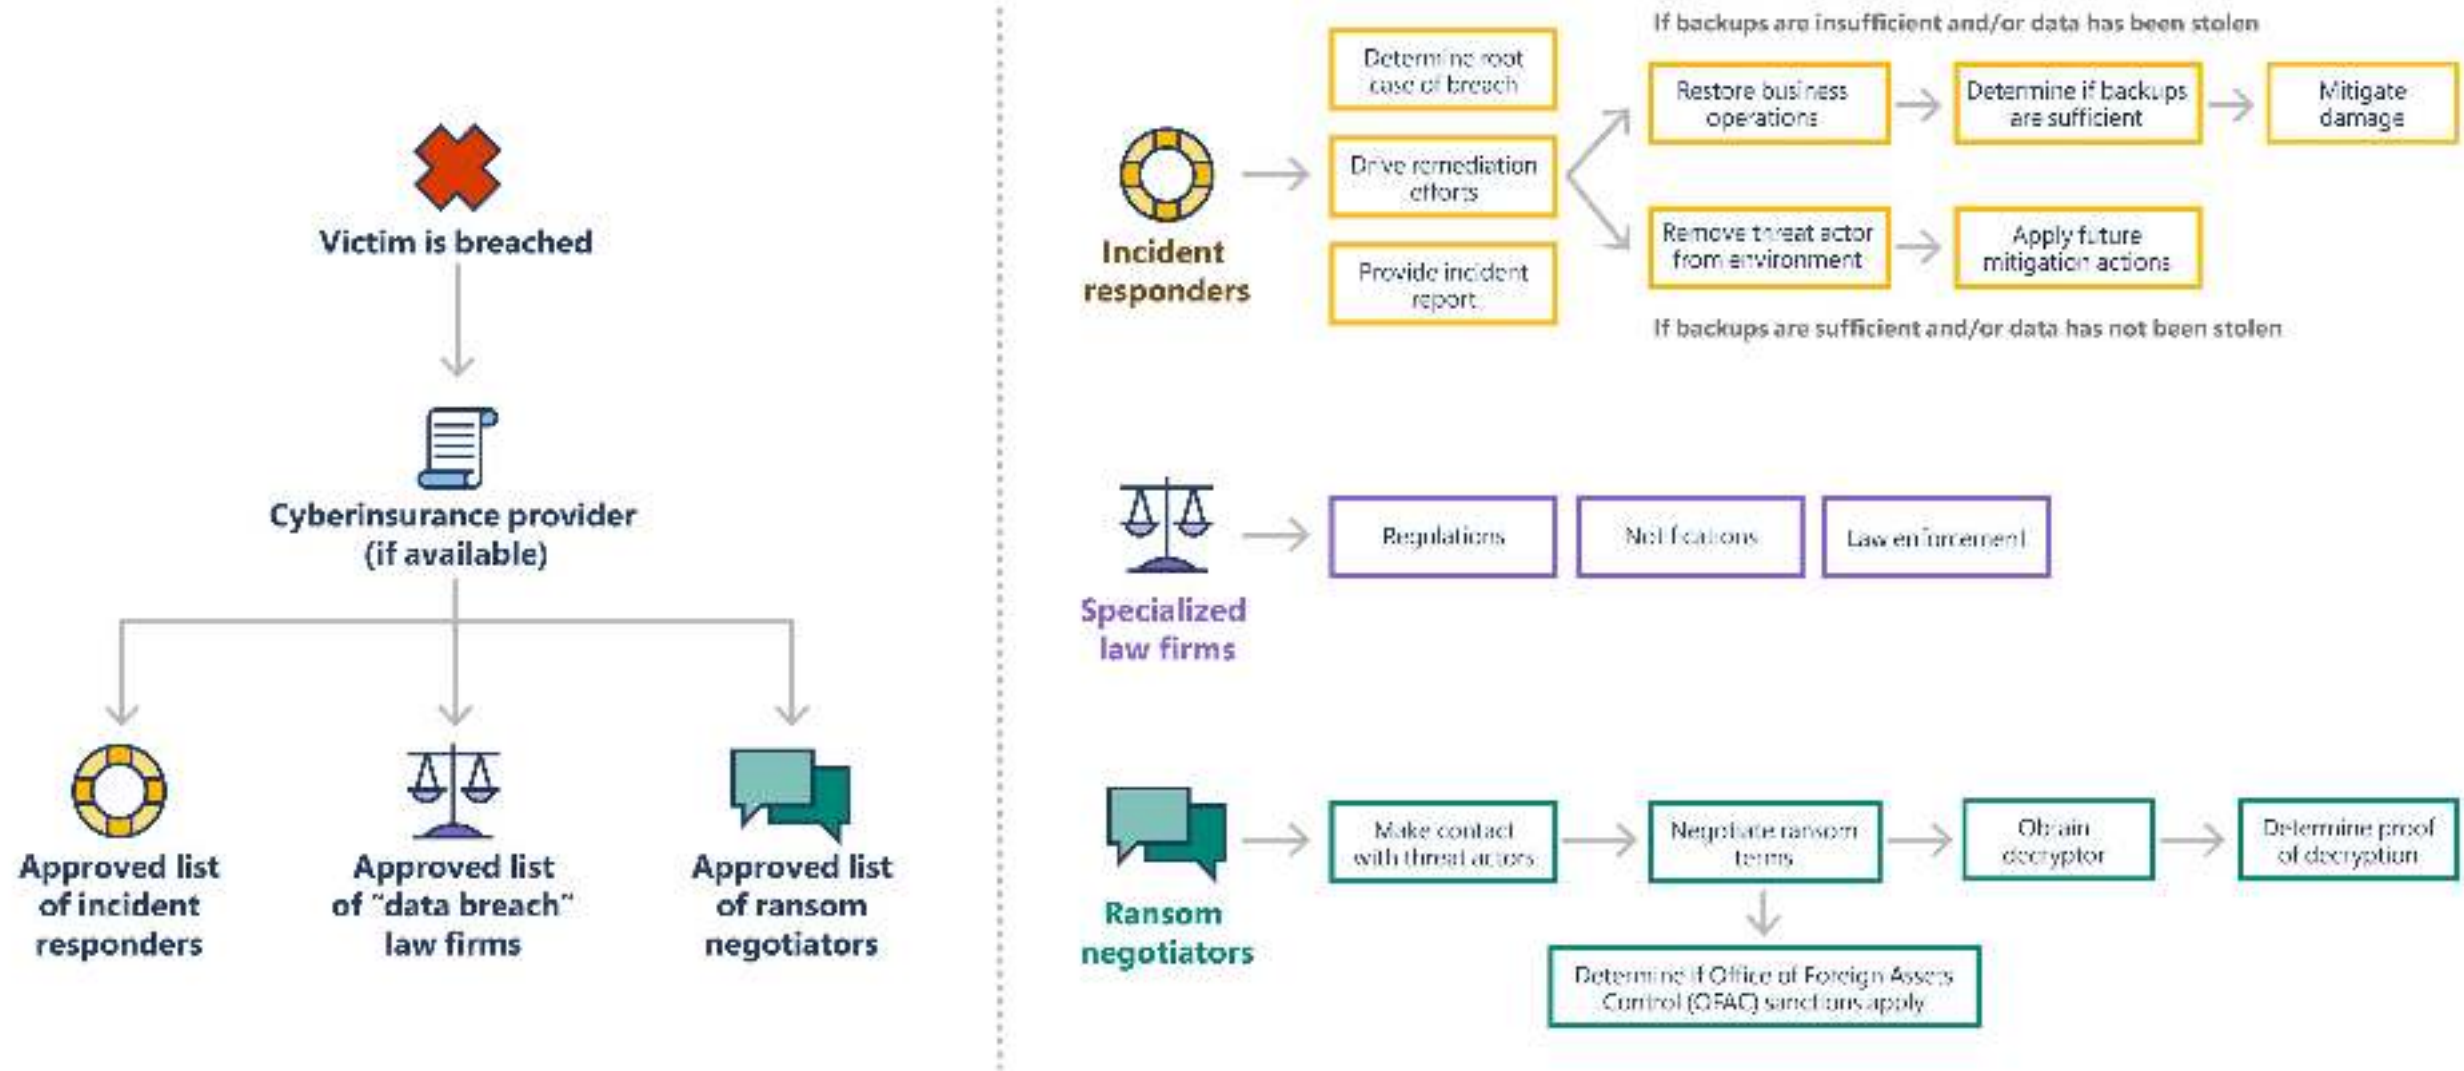 Victim is breached
Cyberinsurance provider
(if available)
Approved list
of incident
responders
Approved list
of "data breach"
law firms
Approved list
of ransom
negotiators
Incident
responders
Determine root
case of breach
Drive remediation
efforts
Provide incident
report
If backups are insufficient and/or data has been stolen
Restore business
operations
Determine if backups
are sufficient
Mitigate
damage
Remove threat actor
from environment
Apply future
mitigation actions
If backups are sufficient and/or data has not been stolen
Specialized
law firms
Regulations
Notifications
Law enforcement
Ransom
negotiators
Make contact
with threat actors
Negotiate ransom
terms
Obtain
decryptor
Determine proof
of decryption
Determine if Office of Foreign Assets
Control (OFAC) sanctions apply